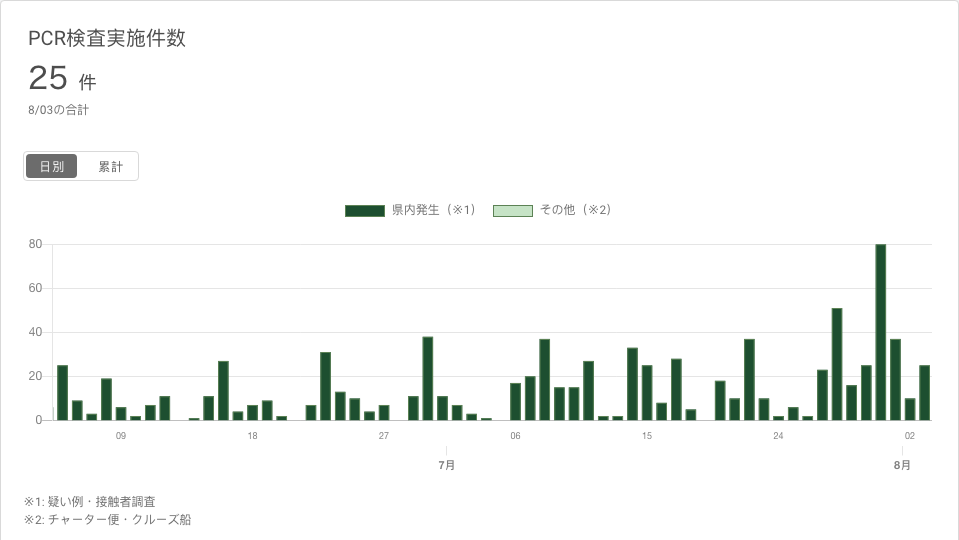 PCR検査実施件数
25 件
8/03の合計
日別 累計
県内発生（※1） その他（※2）
80
60
40
20
0
09 18 27 06 15 24 02
7月 8月
※1: 疑い例・接触者調査
※2: チャーター便・クルーズ船